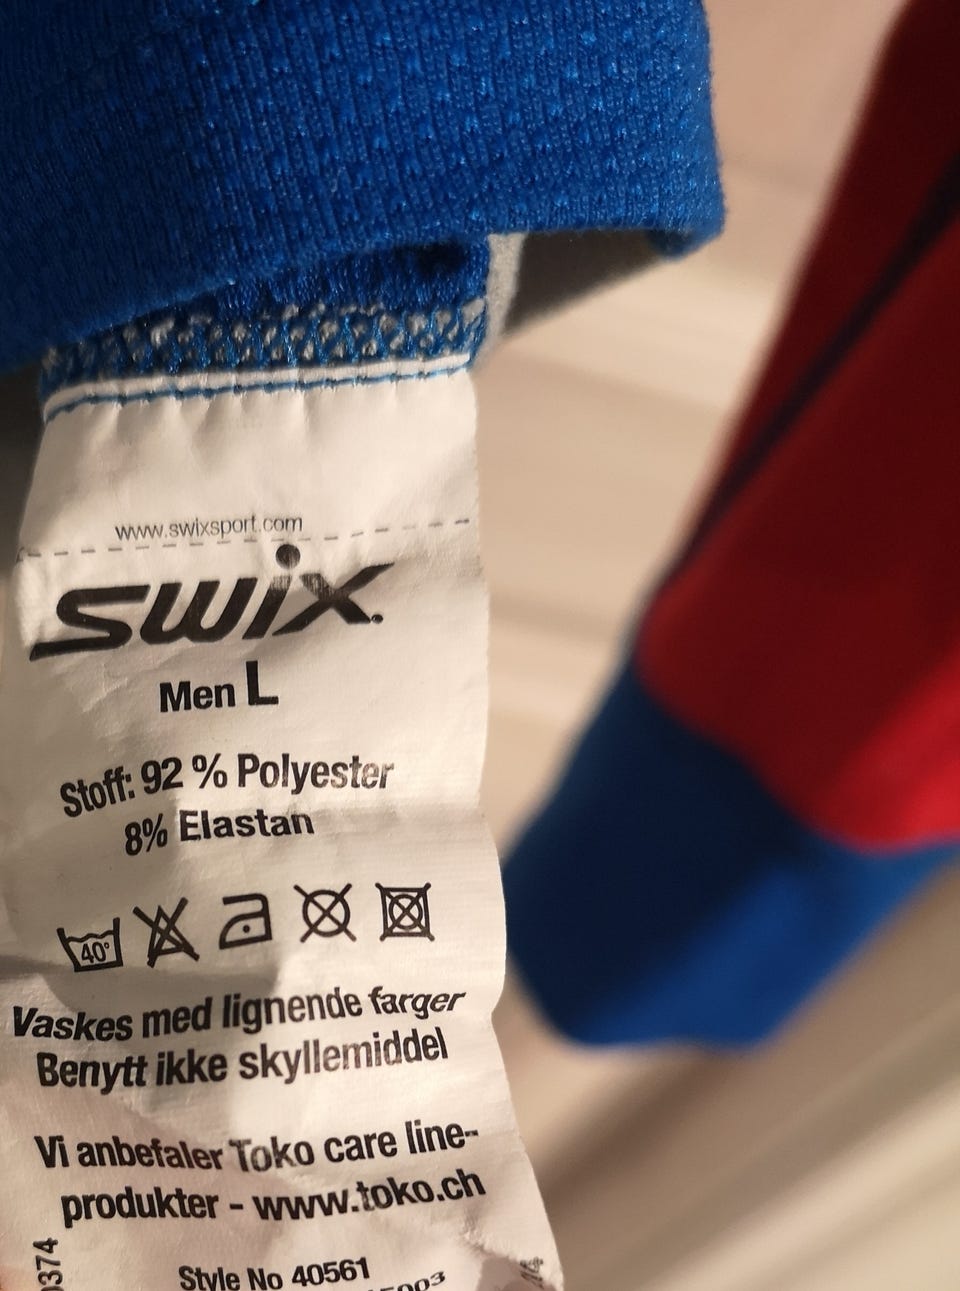 www.swixsport.com
swix.
Men L
Stoff: 92 % Polyester
8% Elastan
40°
Vaskes med lignende farger
Benytt ikke skyllemiddel
Vi anbefaler Toko care line-
produkter - www.toko.ch
Style No 40561